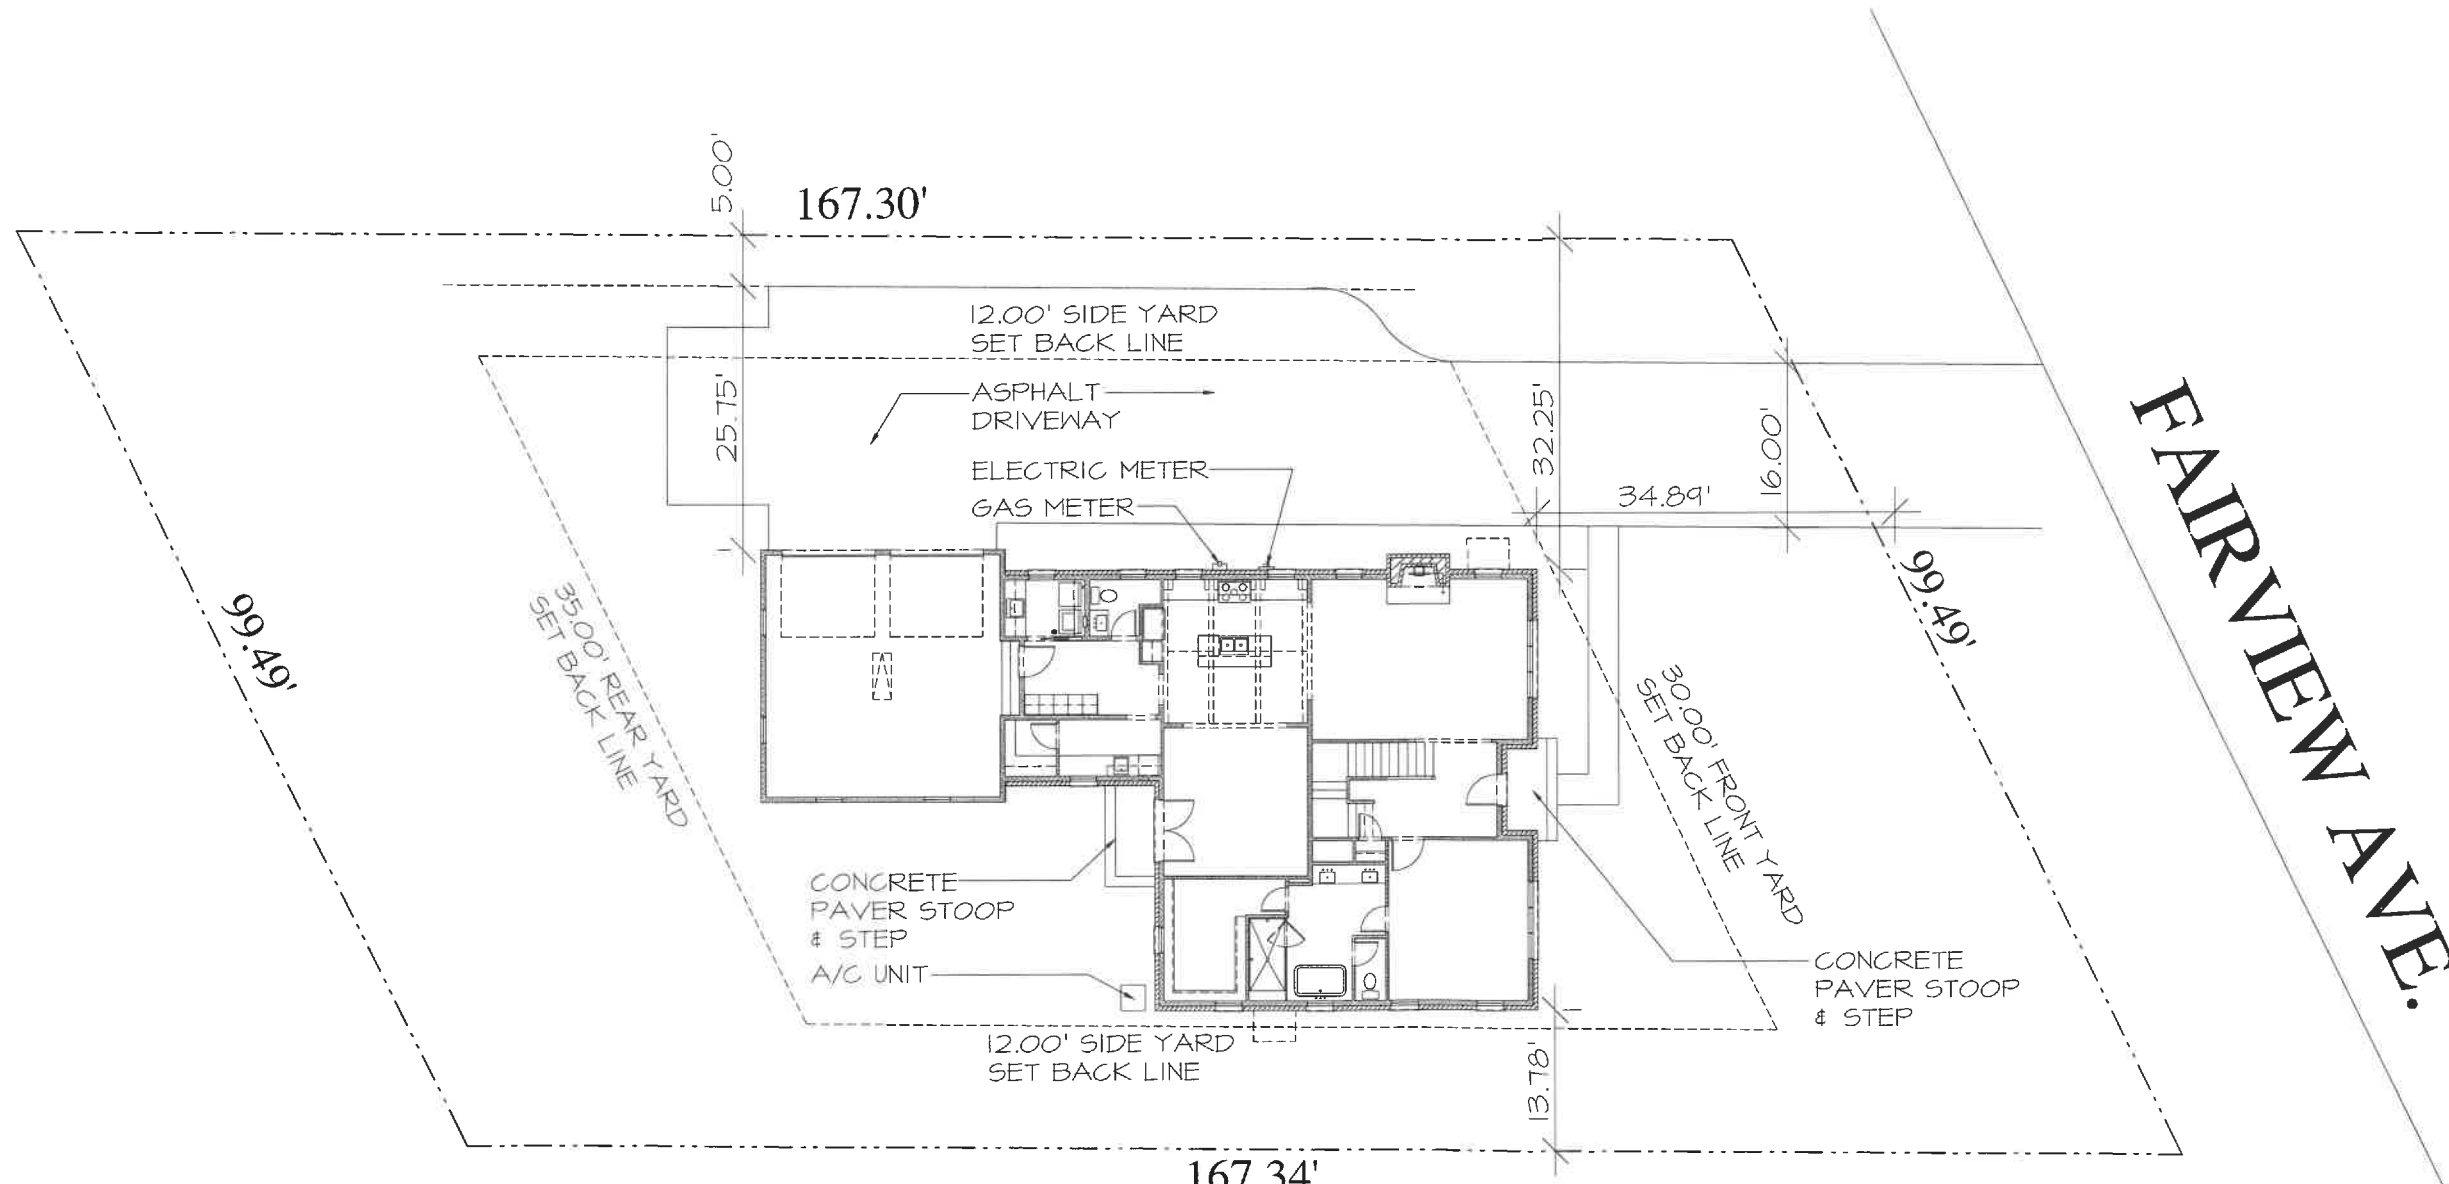 5.00'
167.30'
12.00' SIDE YARD
SET BACK LINE
25.75'
ASPHALT
DRIVEWAY
32.25'
16.00'
ELECTRIC METER
GAS METER
34.89'
FAIRVIEW AVE.
99.49'
35.00' REAR YARD
SET BACK LINE
99.49'
30.00' FRONT YARD
SET BACK LINE
CONCRETE
PAVER STOOP
& STEP
A/C UNIT
CONCRETE
PAVER STOOP
& STEP
12.00' SIDE YARD
SET BACK LINE
13.78'
167.34'